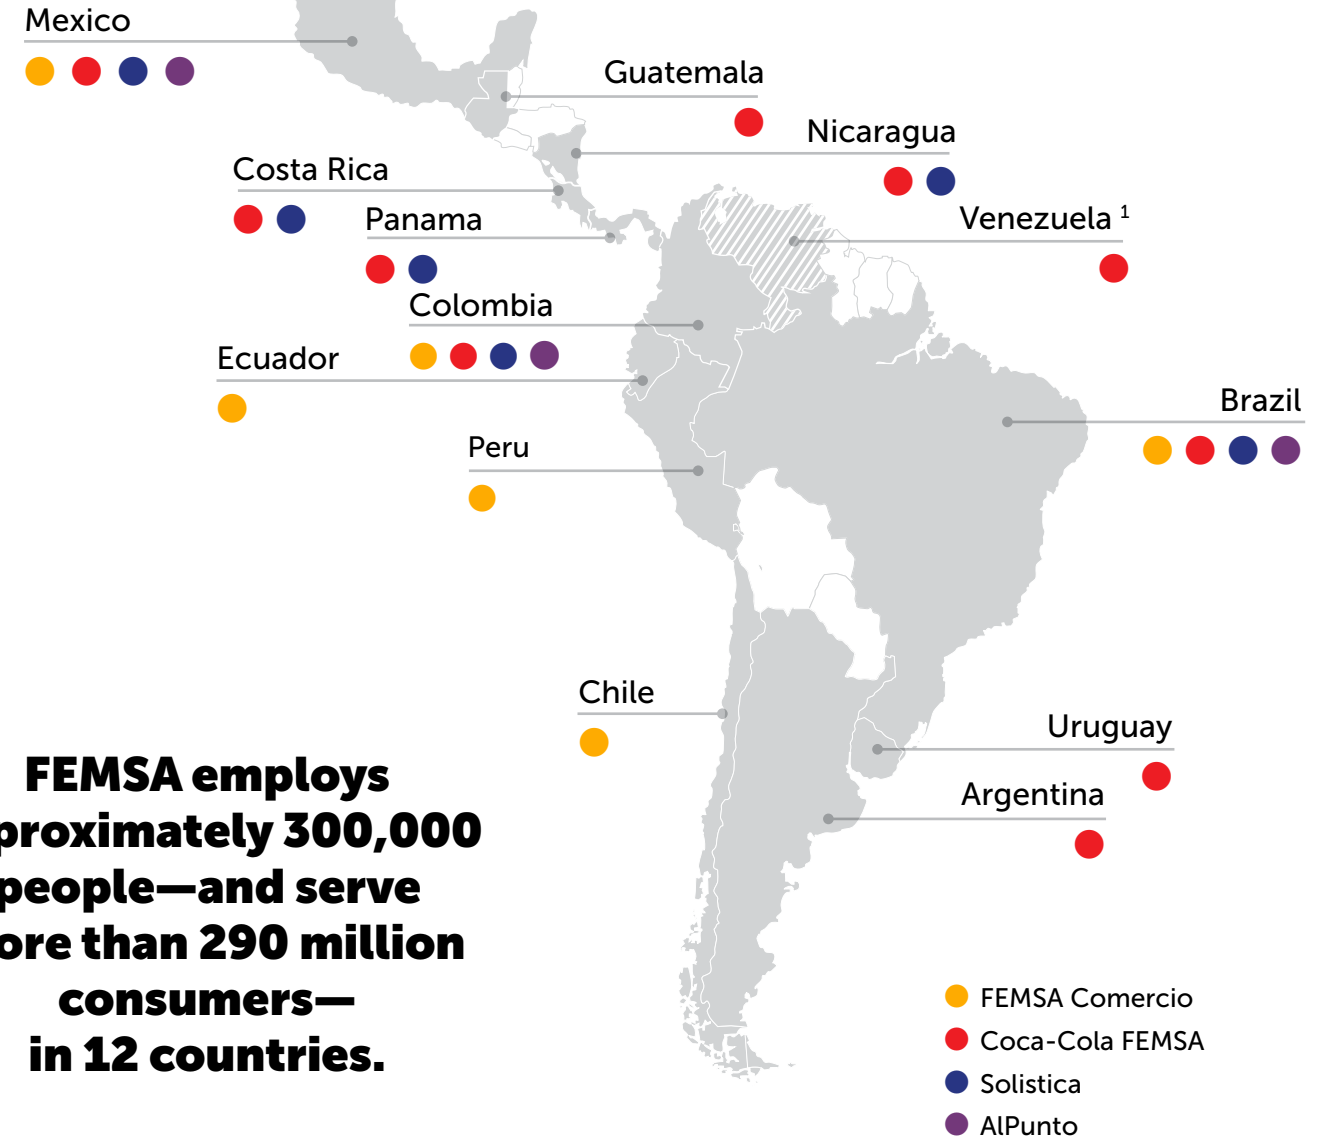 Mexico
Guatemala
Nicaragua
Costa Rica
Panama
Venezuela 1
Colombia
Ecuador
Brazil
Peru
Chile
Uruguay
Argentina
FEMSA employs
proximately 300,000
people—and serve
ore than 290 million
consumers—
in 12 countries.
FEMSA Comercio
Coca-Cola FEMSA
Solistica
AlPunto